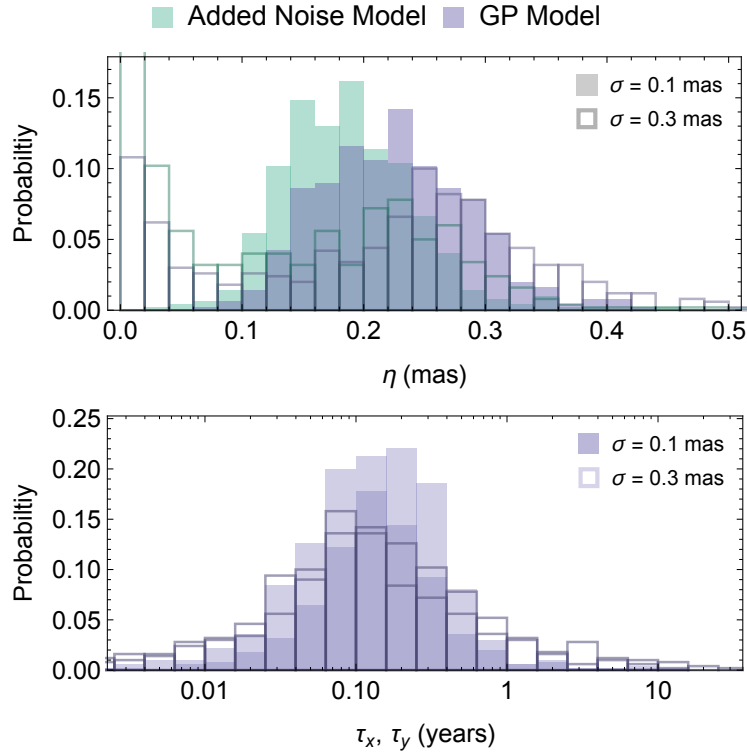 Added Noise Model GP Model
0.15
0.10
0.05
0.00
Probabiltiy
σ = 0.1 mas
σ = 0.3 mas
0.0 0.1 0.2 0.3 0.4 0.5
η (mas)
0.25
0.20
0.15
0.10
0.05
0.00
Probabiltiy
σ = 0.1 mas
σ = 0.3 mas
0.01 0.10 1 10
τx, τy (years)